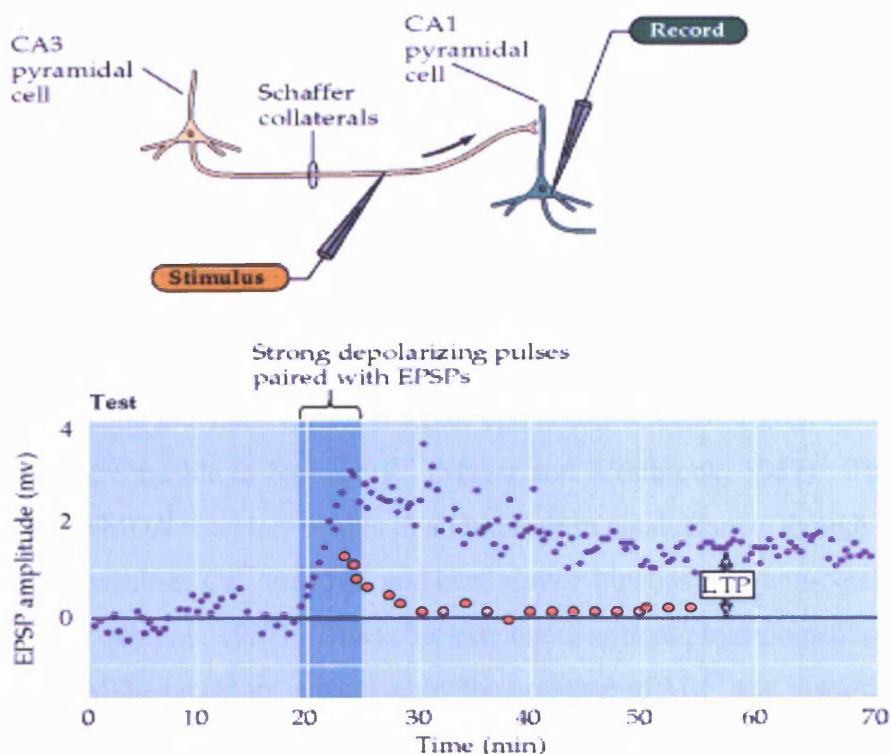 CA3
pyramidal
cell
Schaffer
collaterals
CA1
pyramidal
cell
Record
Stimulus
Strong depolarizing pulses
paired with EPSPs
Test
EPSP amplitude (mv)
4
2
0
LTP
0 10 20 30 40 50 60 70
Time (min)